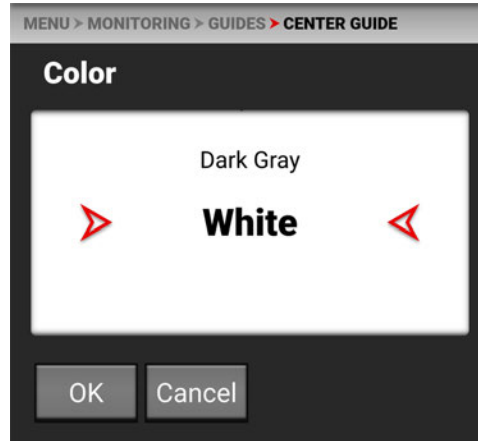 MENU > MONITORING > GUIDES > CENTER GUIDE
Color
Dark Gray
White
OK Cancel